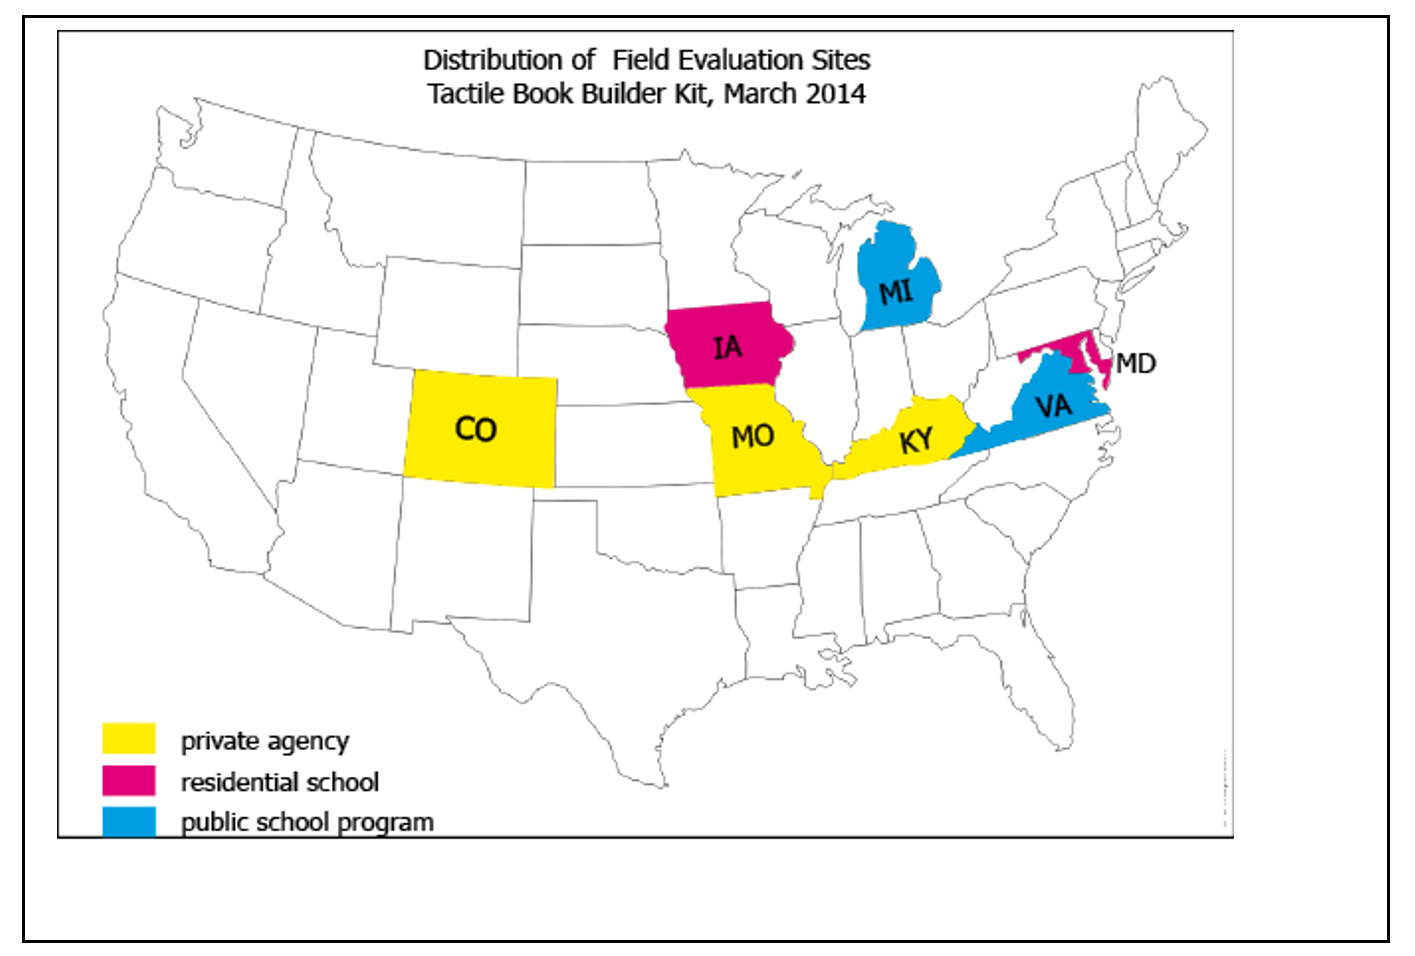 Distribution of Field Evaluation Sites
Tactile Book Builder Kit, March 2014
MI
IA
MD
CO
MO
KY
VA
private agency
residential school
public school program